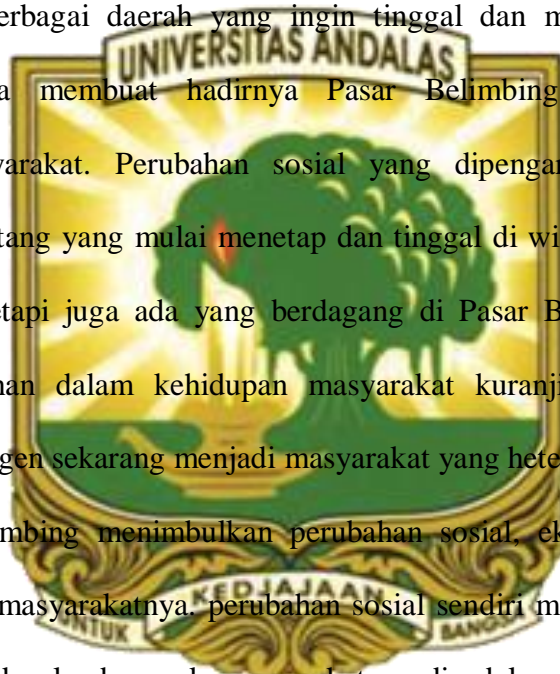 erbagai daerah yang ingin tinggal dan m
UNIVERSITAS ANDALAS
a membuat hadirnya Pasar Belimbing
yarakat. Perubahan sosial yang dipengar
tang yang mulai menetap dan tinggal di wi
etapi juga ada yang berdagang di Pasar B
han dalam kehidupan masyarakat kuranji
gen sekarang menjadi masyarakat yang hete
mbing menimbulkan perubahan sosial, ek
masyarakatnya. perubahan sosial sendiri m
UNTUK KEDJAJAAN BANGSA